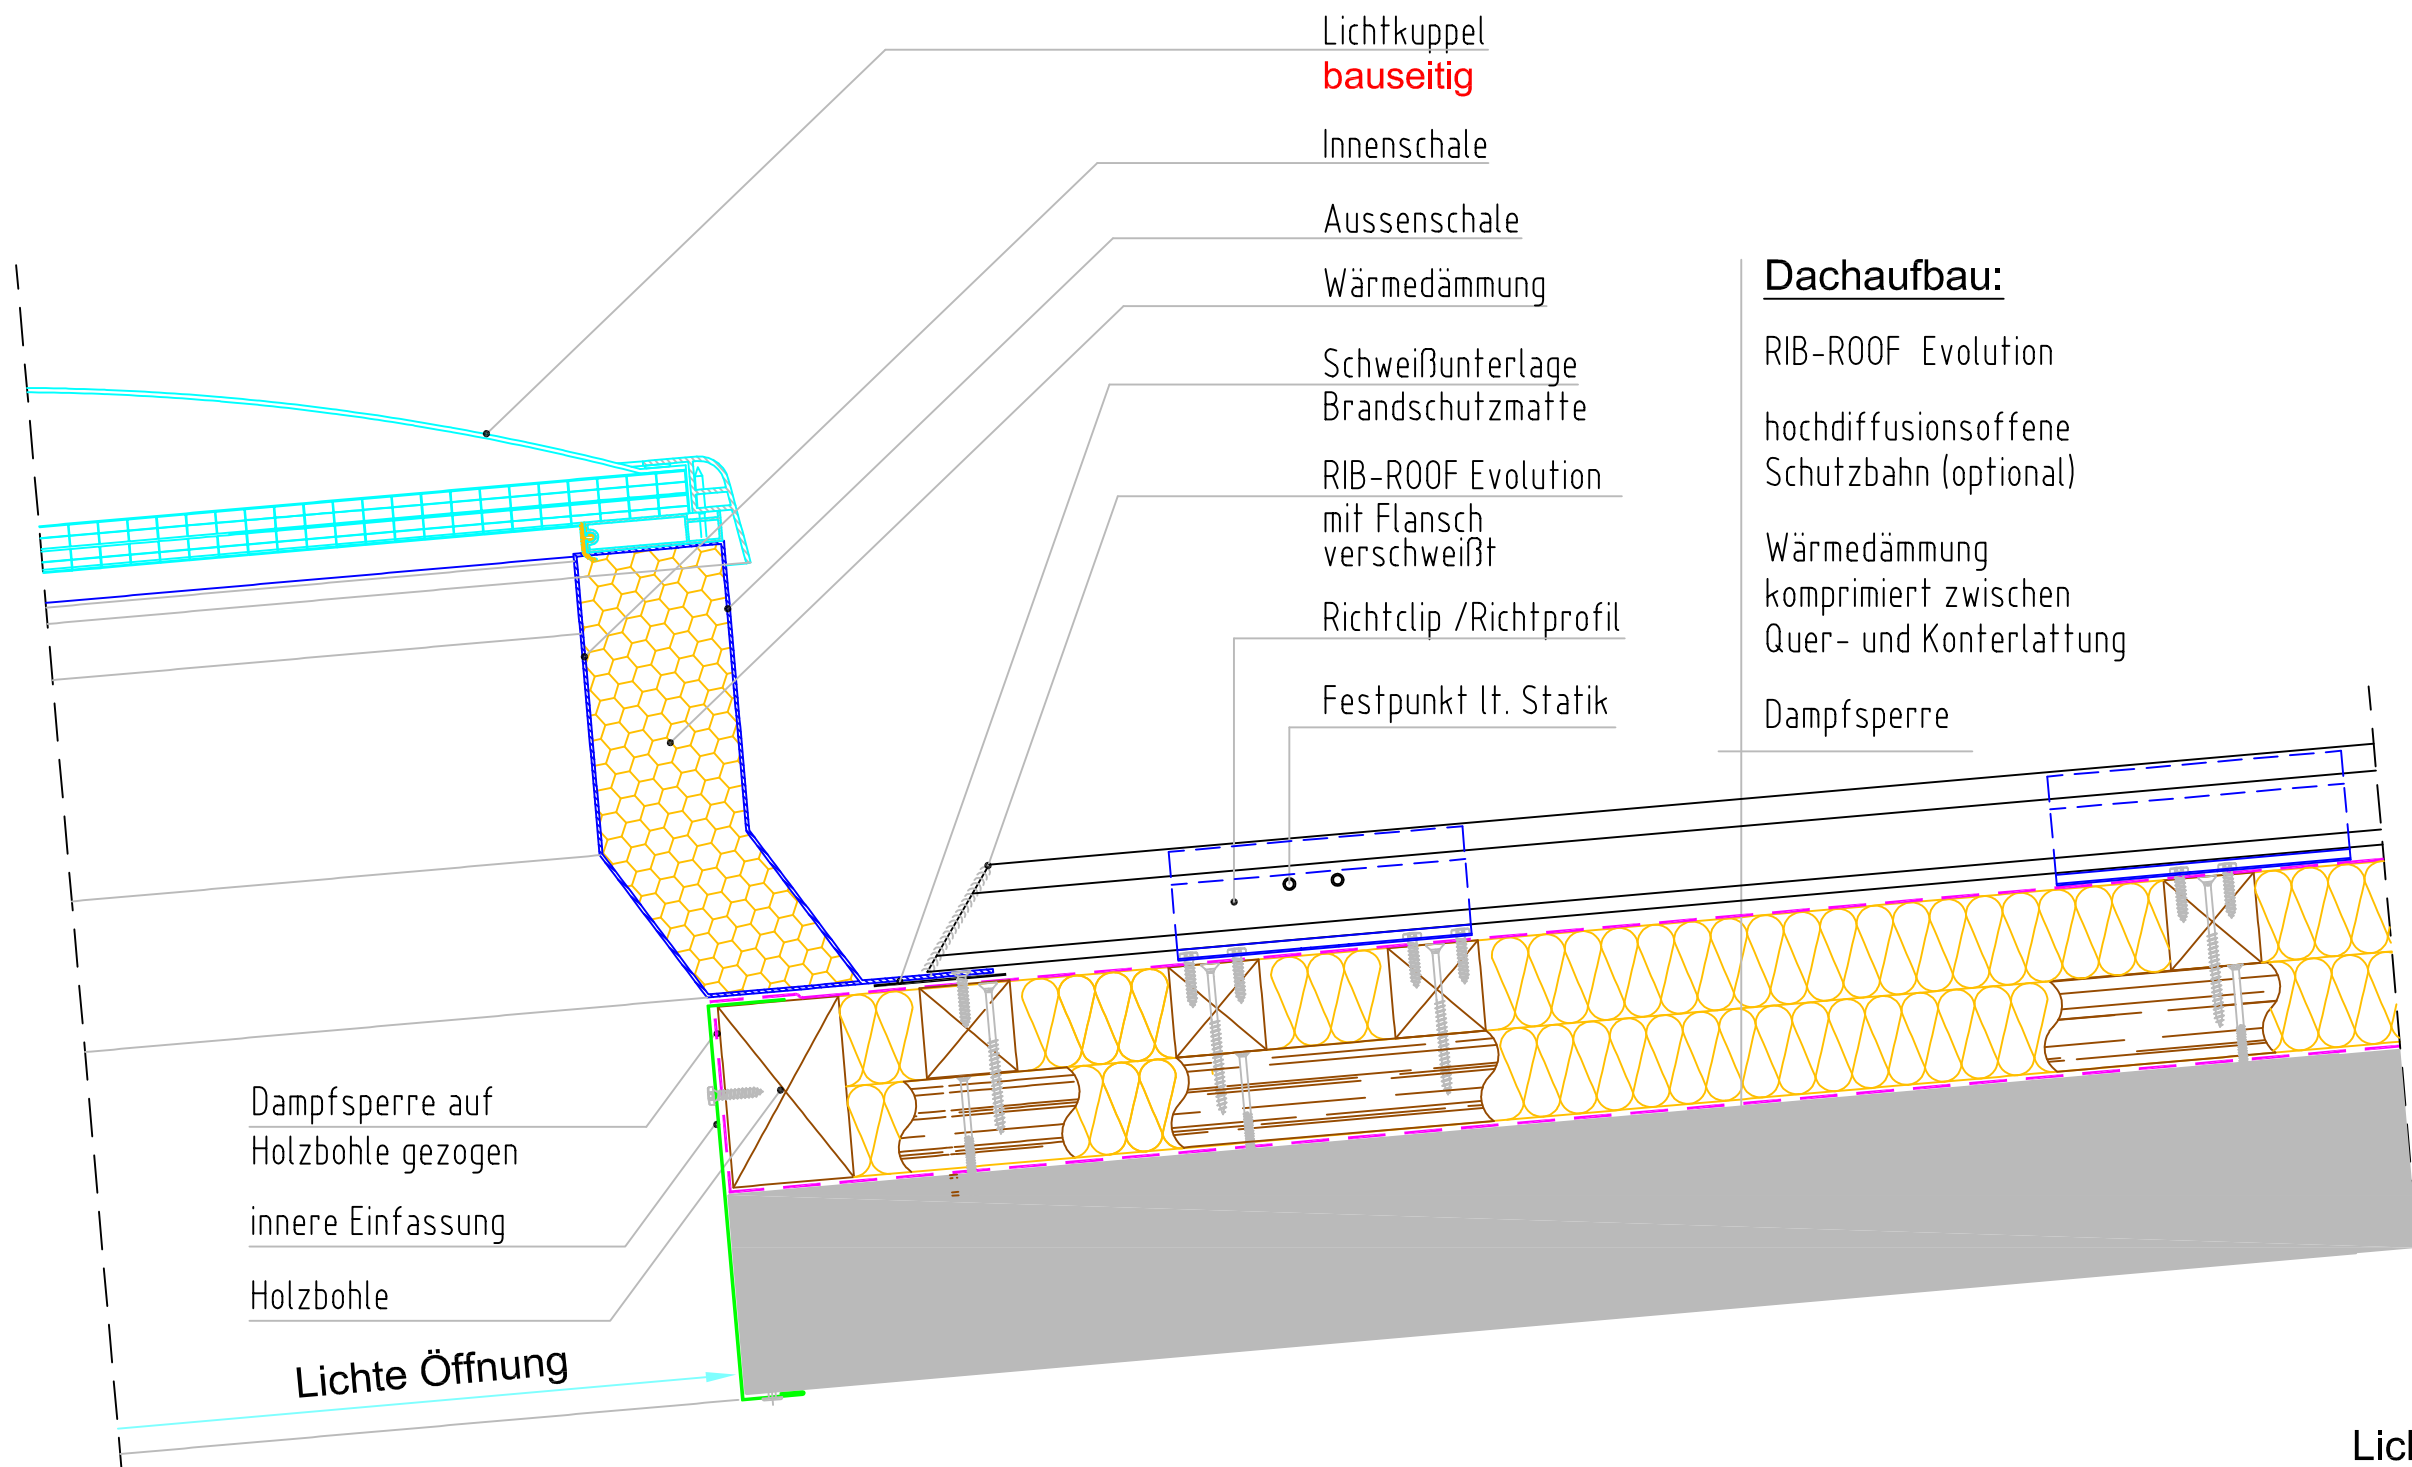 Lichtkuppel
bauseitig
Innenschale
Aussenschale
Wärmedämmung
Schweißunterlage
Brandschutzmatte
RIB-ROOF Evolution
mit Flansch
verschweißt
Richtclip /Richtprofil
Festpunkt lt. Statik
Dachaufbau:
RIB-ROOF Evolution
hochdiffusionsoffene
Schutzbahn (optional)
Wärmedämmung
komprimiert zwischen
Quer- und Konterlattung
Dampfsperre
Dampfsperre auf
Holzbohle gezogen
innere Einfassung
Holzbohle
Lichte Öffnung